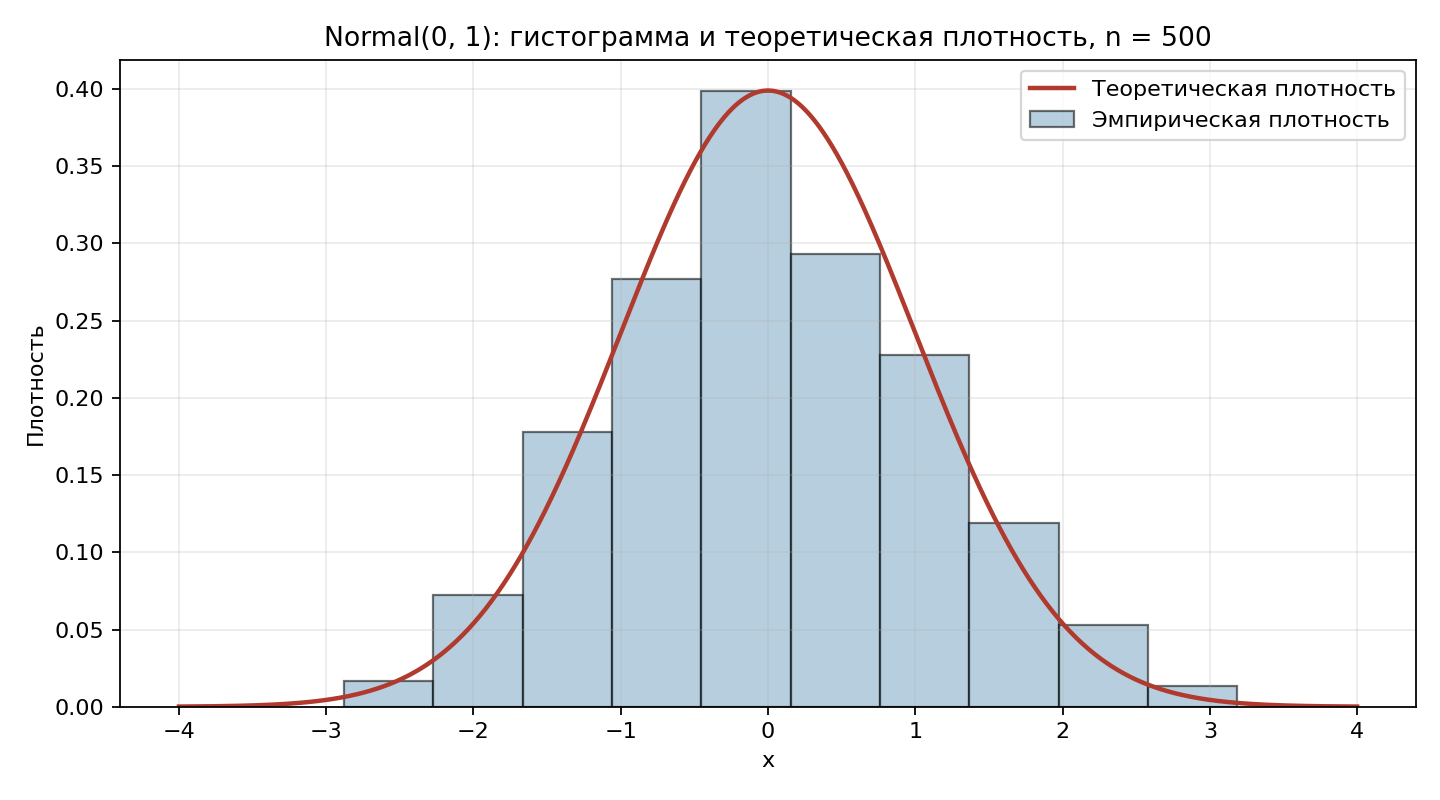 Normal(0, 1): гистограмма и теоретическая плотность, n = 500
Теоретическая плотность
Эмпирическая плотность
Плотность
0.40
0.35
0.30
0.25
0.20
0.15
0.10
0.05
0.00
−4 −3 −2 −1 0 1 2 3 4
x